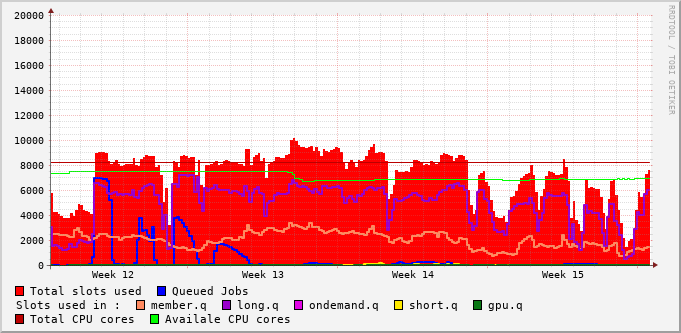 RRDTOOL / TOBI OETIKER
20000
18000
16000
14000
12000
10000
8000
6000
4000
2000
0
Week 12 Week 13 Week 14 Week 15
Total slots used Queued Jobs
Slots used in : member.q long.q ondemand.q short.q gpu.q
Total CPU cores Availale CPU cores